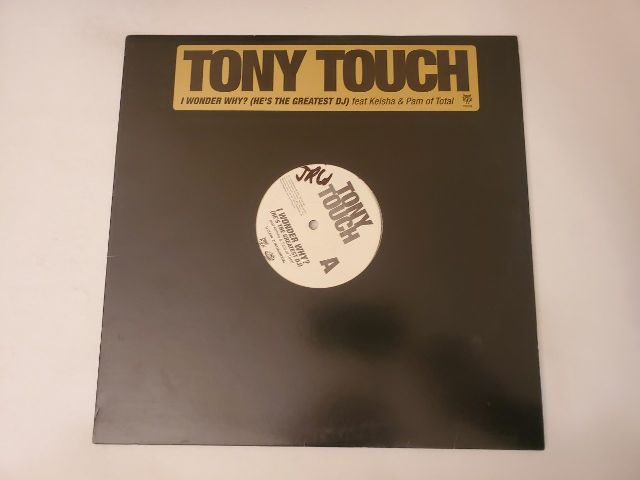 TONY TOUCH
I WONDER WHY? (HE'S THE GREATEST DJ) feat Keisha & Pam of Total
JRW
TONY
TOUCH
A
I WONDER WHY?
(HE'S THE GREATEST DJ)